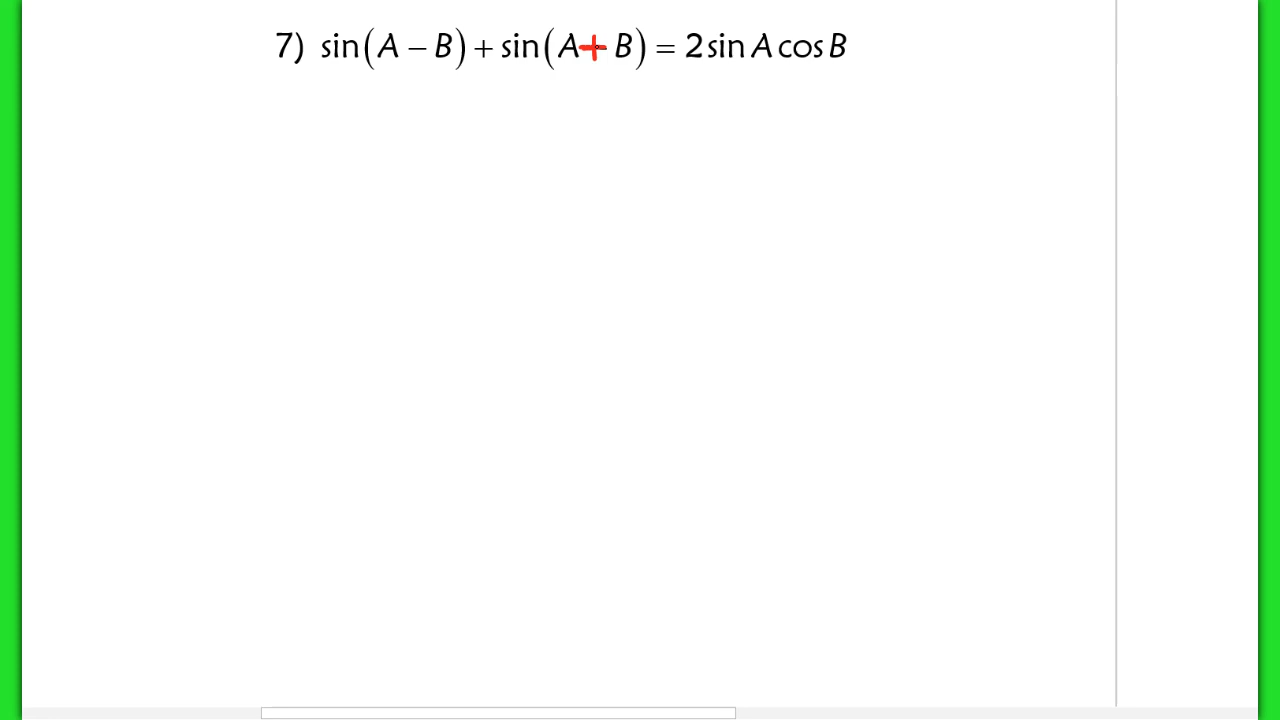 7) sin(A − B) + sin(A + B) = 2 sin A cos B